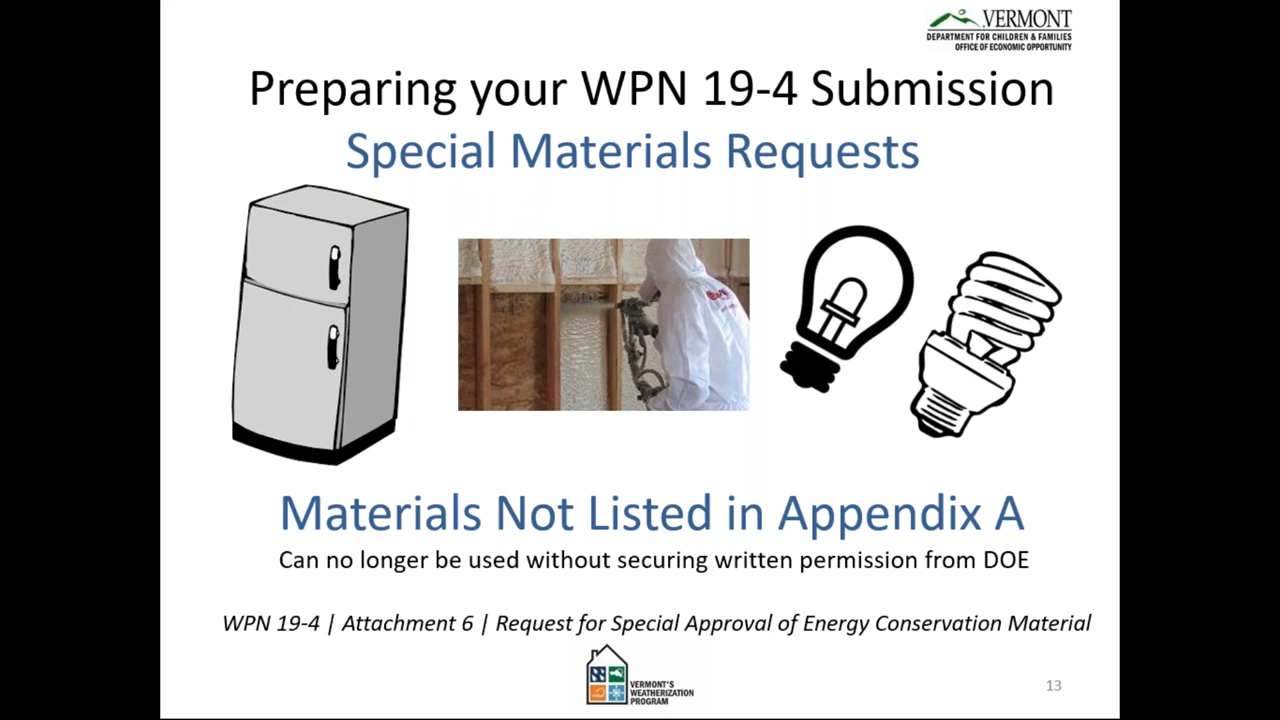 VERMONT
DEPARTMENT FOR CHILDREN & FAMILIES
OFFICE OF ECONOMIC OPPORTUNITY
Preparing your WPN 19-4 Submission
Special Materials Requests
Materials Not Listed in Appendix A
Can no longer be used without securing written permission from DOE
WPN 19-4 | Attachment 6 | Request for Special Approval of Energy Conservation Material
VERMONT'S
WEATHERIZATION
PROGRAM
13